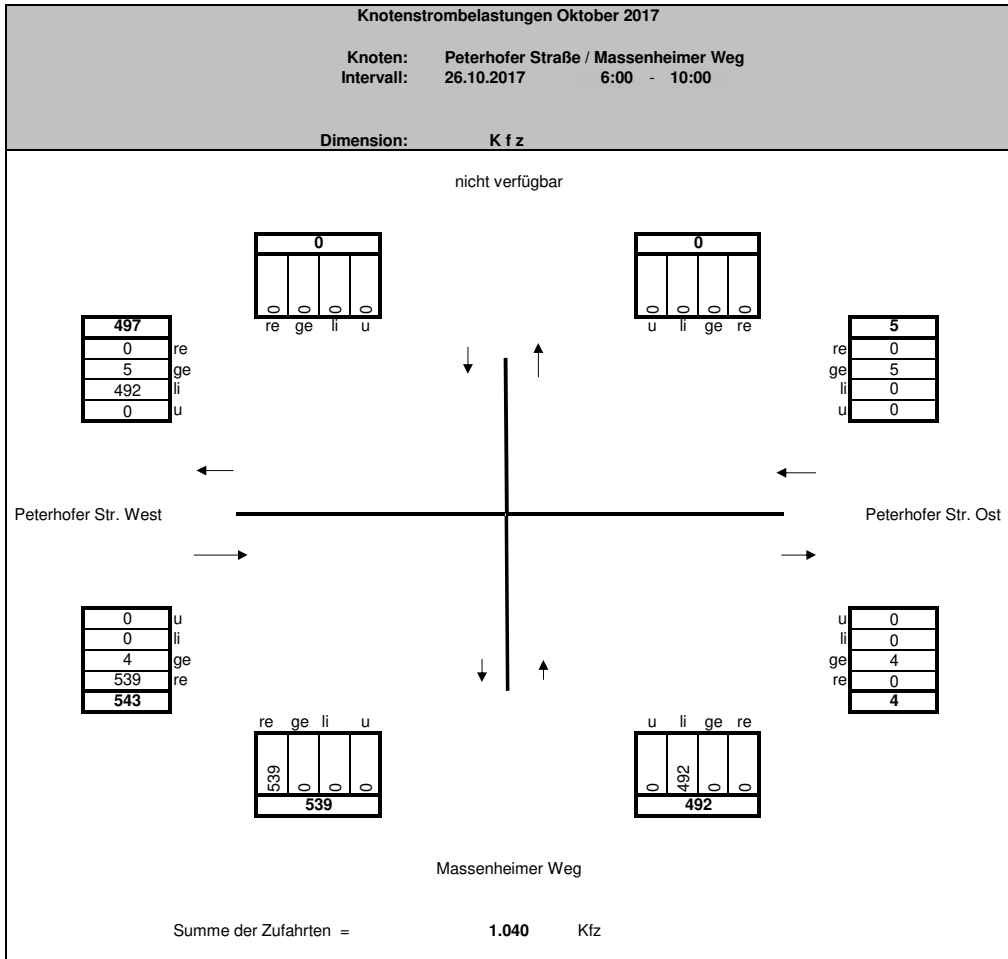 Knotenstrombelastungen Oktober 2017
Knoten: Peterhofer Straße / Massenheimer Weg
Intervall: 26.10.2017 6:00 - 10:00
Dimension: K f z
nicht verfügbar
0
0 0 0 0
re ge li u
0
0 0 0 0
u li ge re
497
0 re
5 ge
492 li
0 u
5
re 0
ge 5
li 0
u 0
Peterhofer Str. West
Peterhofer Str. Ost
0 u
0 li
4 ge
539 re
543
u 0
li 0
ge 4
re 0
4
re ge li u
539 0 0 0
539
u li ge re
0 492 0 0
492
Massenheimer Weg
Summe der Zufahrten = 1.040 Kfz